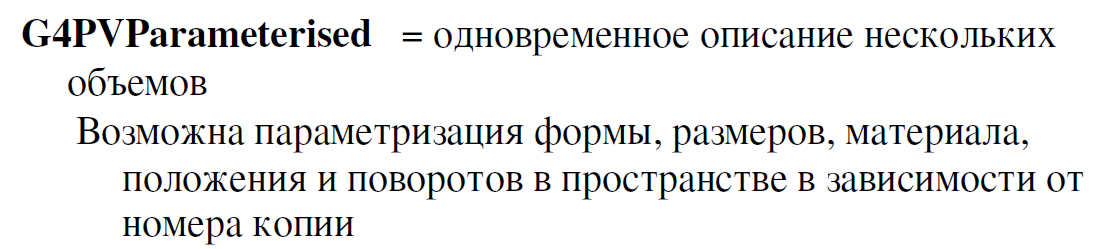 G4PVParameterised = одновременное описание нескольких
объемов
Возможна параметризация формы, размеров, материала,
положения и поворотов в пространстве в зависимости от
номера копии